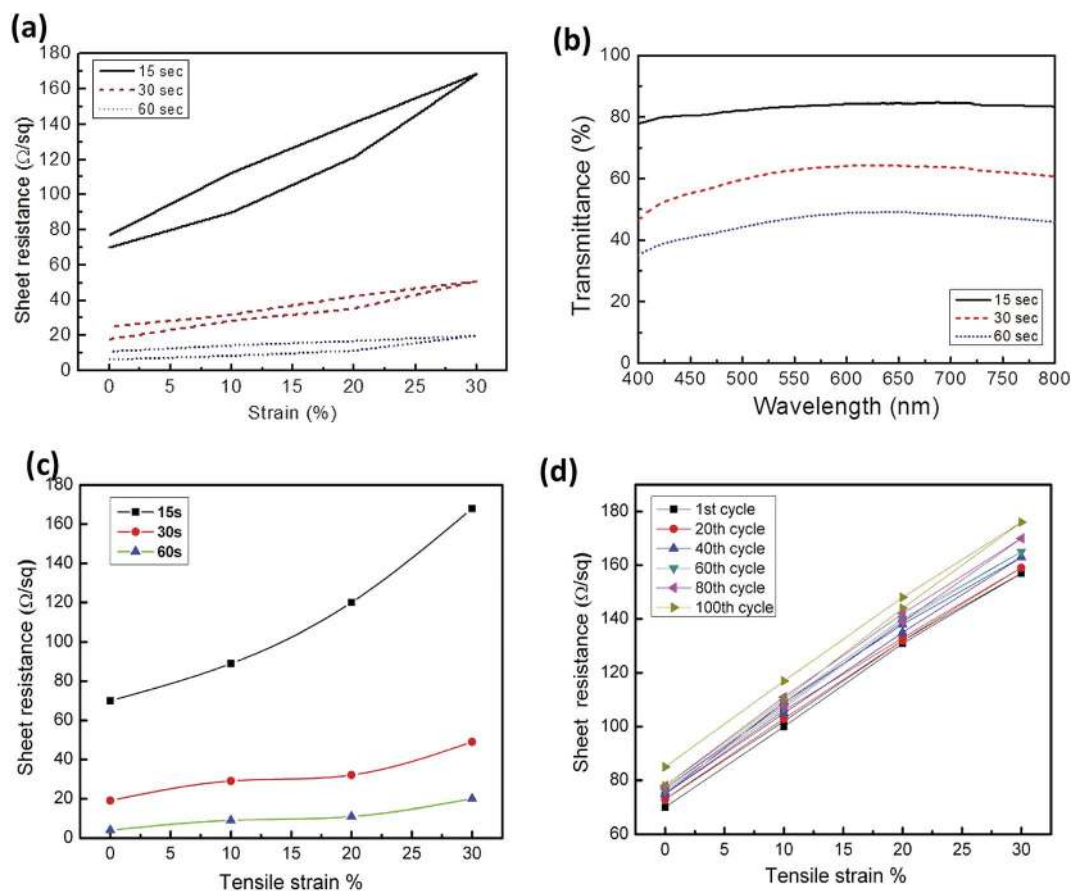 (a)
180
160
140
120
100
80
60
40
20
0
Sheet resistance (Ω/sq)
15 sec
30 sec
60 sec
0 5 10 15 20 25 30
Strain (%)
(b)
100
80
60
40
20
0
Transmittance (%)
15 sec
30 sec
60 sec
400 450 500 550 600 650 700 750 800
Wavelength (nm)
(c)
180
160
140
120
100
80
60
40
20
0
Sheet resistance (Ω/sq)
15s
30s
60s
0 5 10 15 20 25 30
Tensile strain %
(d)
180
160
140
120
100
80
60
Sheet resistance (Ω/sq)
1st cycle
20th cycle
40th cycle
60th cycle
80th cycle
100th cycle
0 5 10 15 20 25 30
Tensile strain %